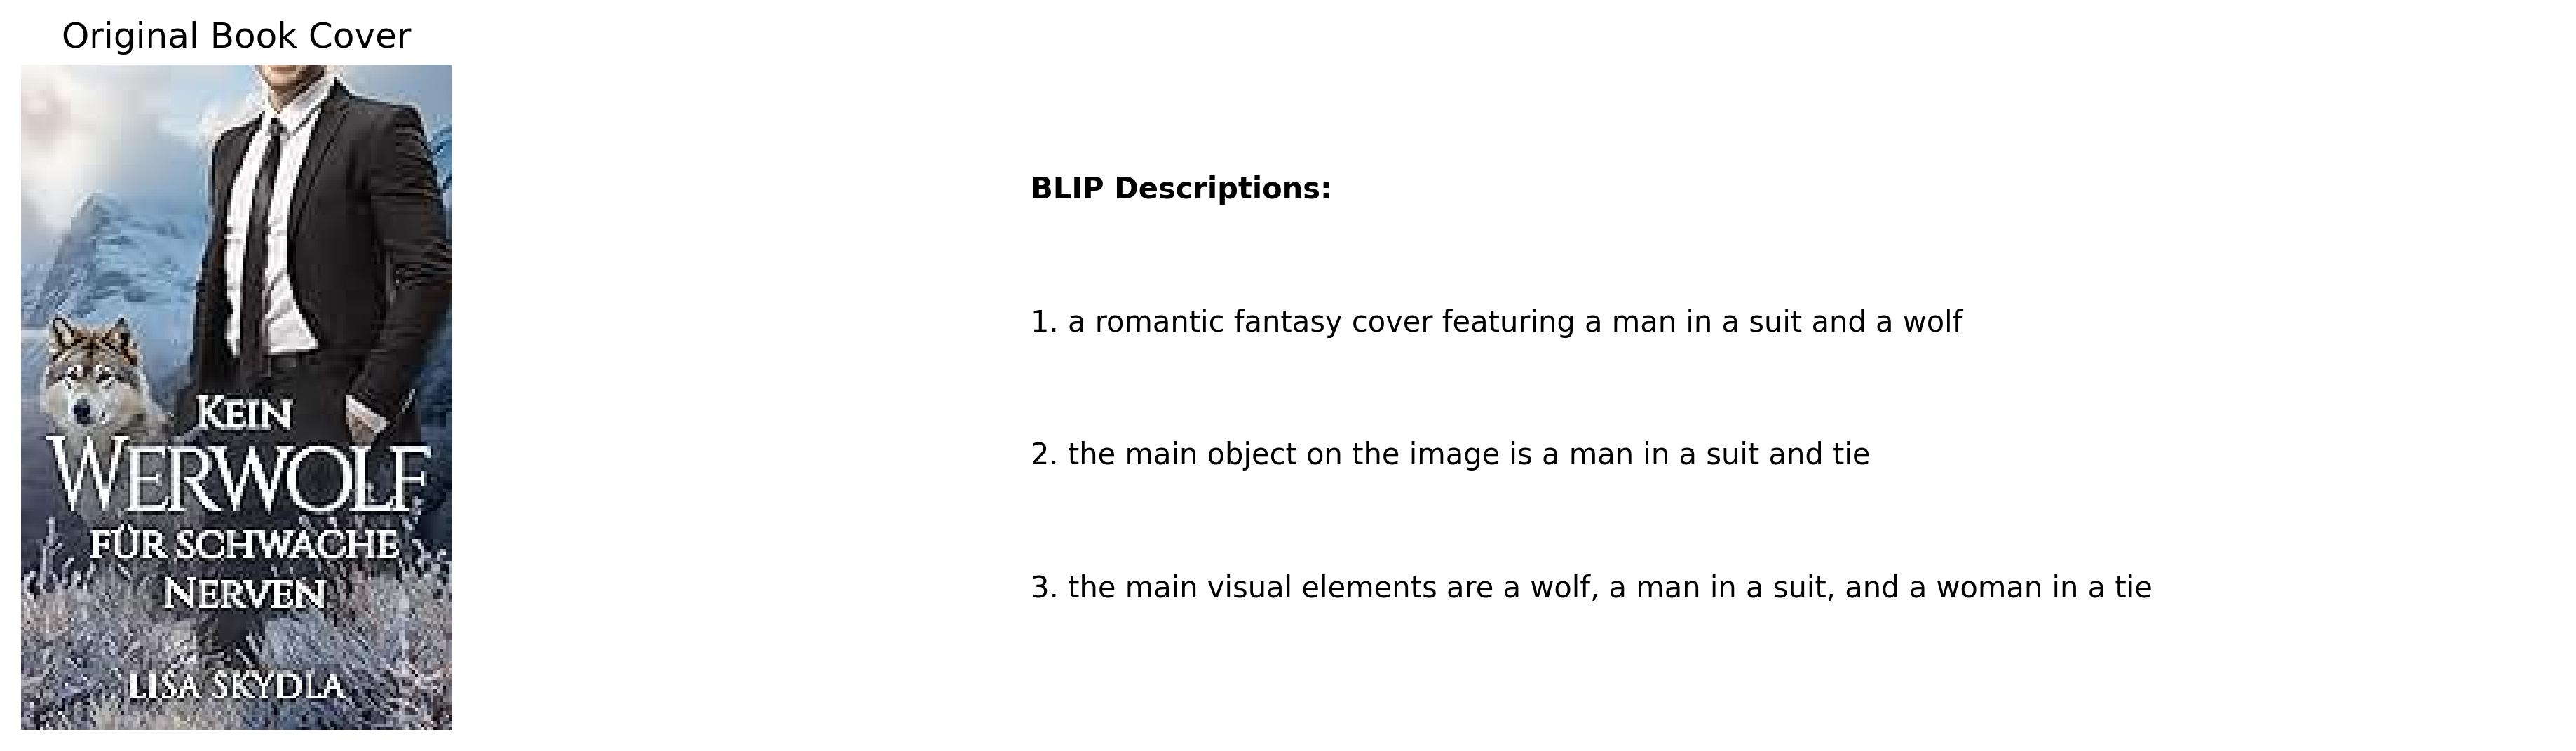 Original Book Cover
KEIN
WERWOLF
FÜR SCHWACHE
NERVEN
LISA SKYDLA
BLIP Descriptions:
1. a romantic fantasy cover featuring a man in a suit and a wolf
2. the main object on the image is a man in a suit and tie
3. the main visual elements are a wolf, a man in a suit, and a woman in a tie